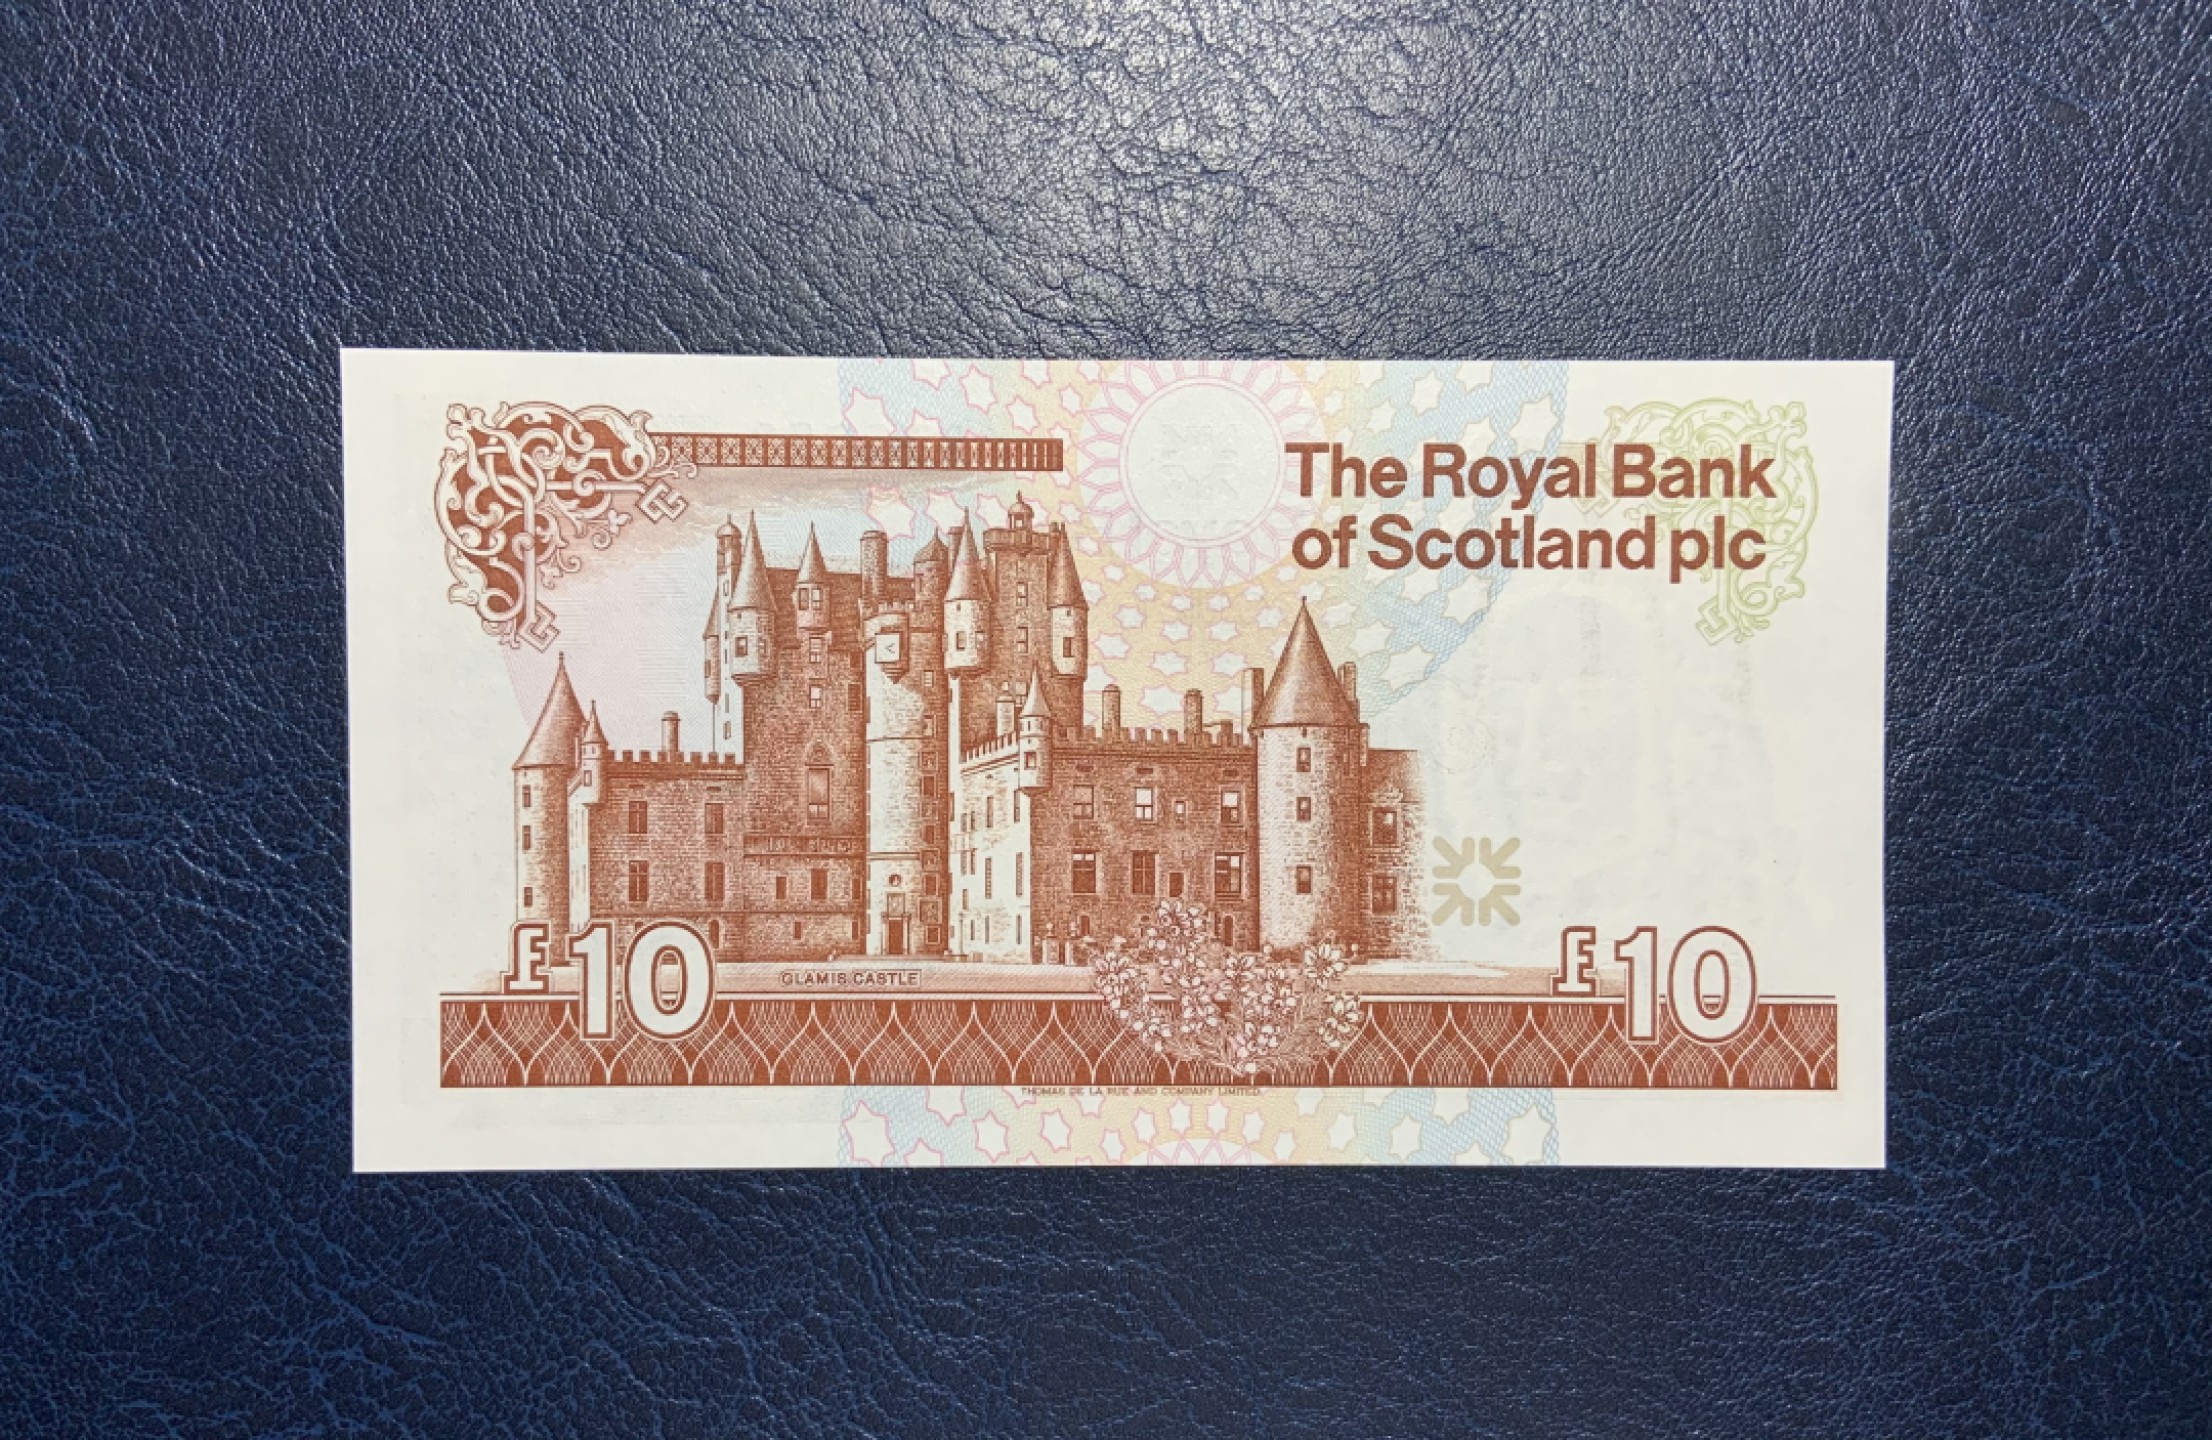 The Royal Bank
of Scotland plc
£10
GLAMIS CASTLE
£10
THOMAS DE LA RUE AND COMPANY LIMITED.